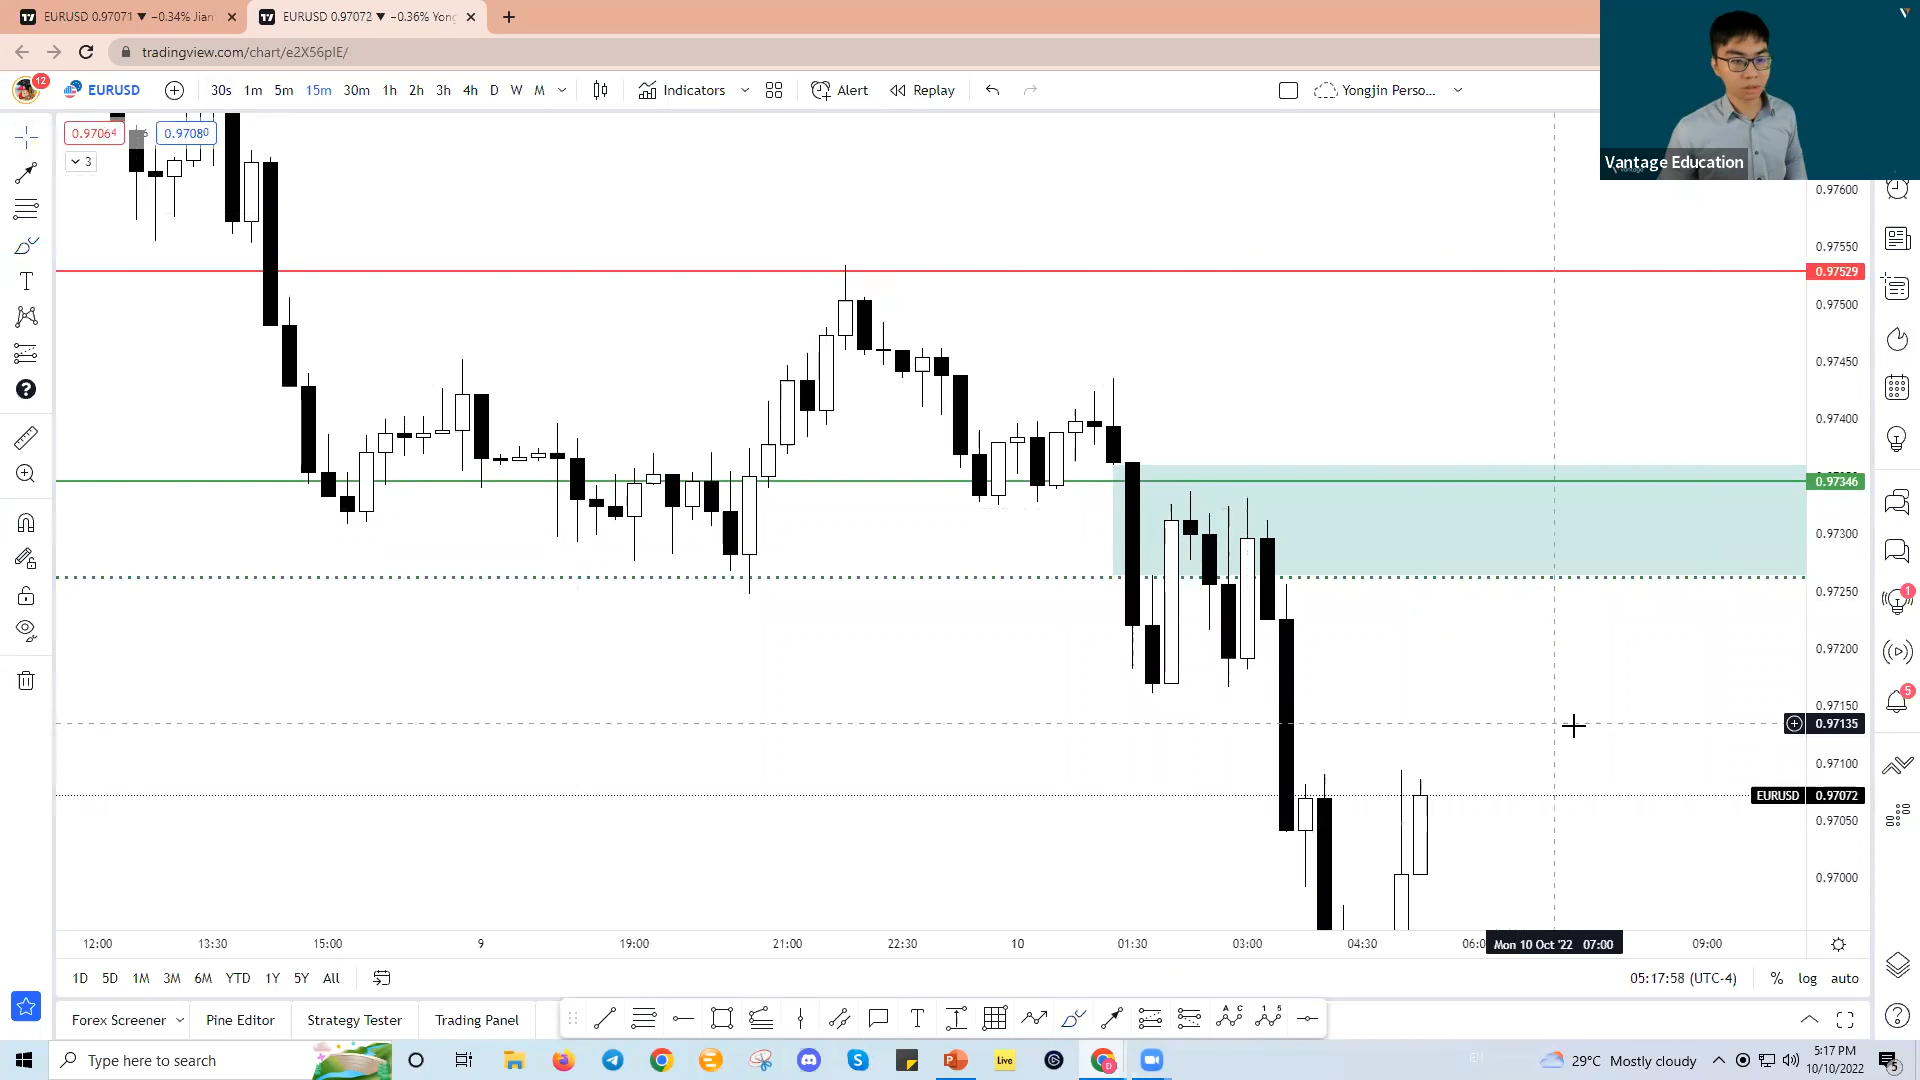 EURUSD 0.97071 ▼ −0.34% Jian
EURUSD 0.97072 ▼ −0.36% Yong
tradingview.com/chart/e2X56pIE/
12
EURUSD
30s 1m 5m 15m 30m 1h 2h 3h 4h D W M
Indicators
Alert
Replay
Yongjin Perso...
Vantage Education
0.97064
0.97080
3
0.97600
0.97550
0.97529
0.97500
0.97450
0.97400
0.97346
0.97300
0.97250
0.97200
0.97150
0.97135
0.97100
EURUSD 0.97072
0.97050
0.97000
1
5
12:00 13:30 15:00 9 19:00 21:00 22:30 10 01:30 03:00 04:30 06:0 Mon 10 Oct '22 07:00 09:00
1D 5D 1M 3M 6M YTD 1Y 5Y All
05:17:58 (UTC-4) % log auto
Forex Screener Pine Editor Strategy Tester Trading Panel
Type here to search
Live
29°C Mostly cloudy
5:17 PM
10/10/2022
5